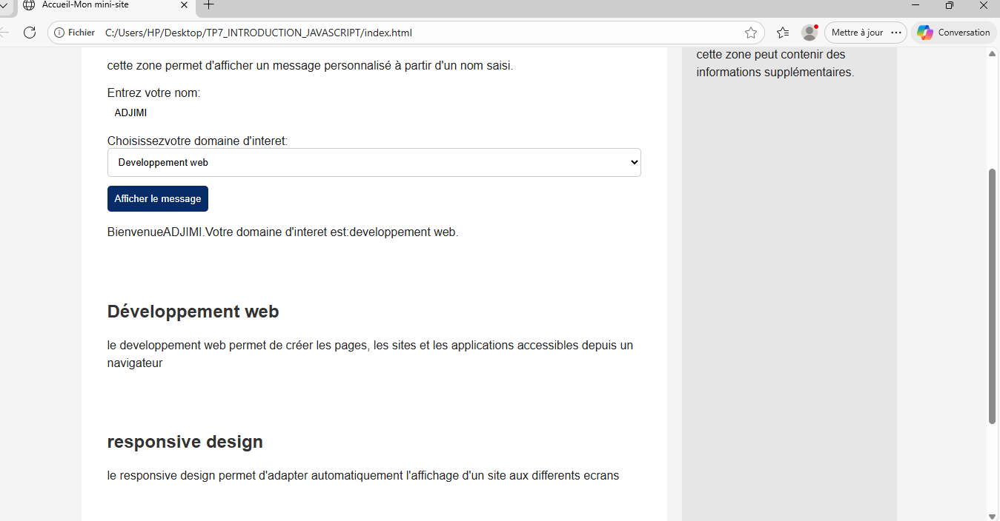 Accueil-Mon mini-site
Fichier C:/Users/HP/Desktop/TP7_INTRODUCTION_JAVASCRIPT/index.html
Mettre à jour
Conversation
cette zone permet d'afficher un message personnalisé à partir d'un nom saisi.
Entrez votre nom:
ADJIMI
Choisissezvotre domaine d'interet:
Developpement web
Afficher le message
BienvenueADJIMI.Votre domaine d'interet est:developpement web.
Développement web
le developpement web permet de créer les pages, les sites et les applications accessibles depuis un
navigateur
responsive design
le responsive design permet d'adapter automatiquement l'affichage d'un site aux differents ecrans
cette zone peut contenir des
informations supplémentaires.